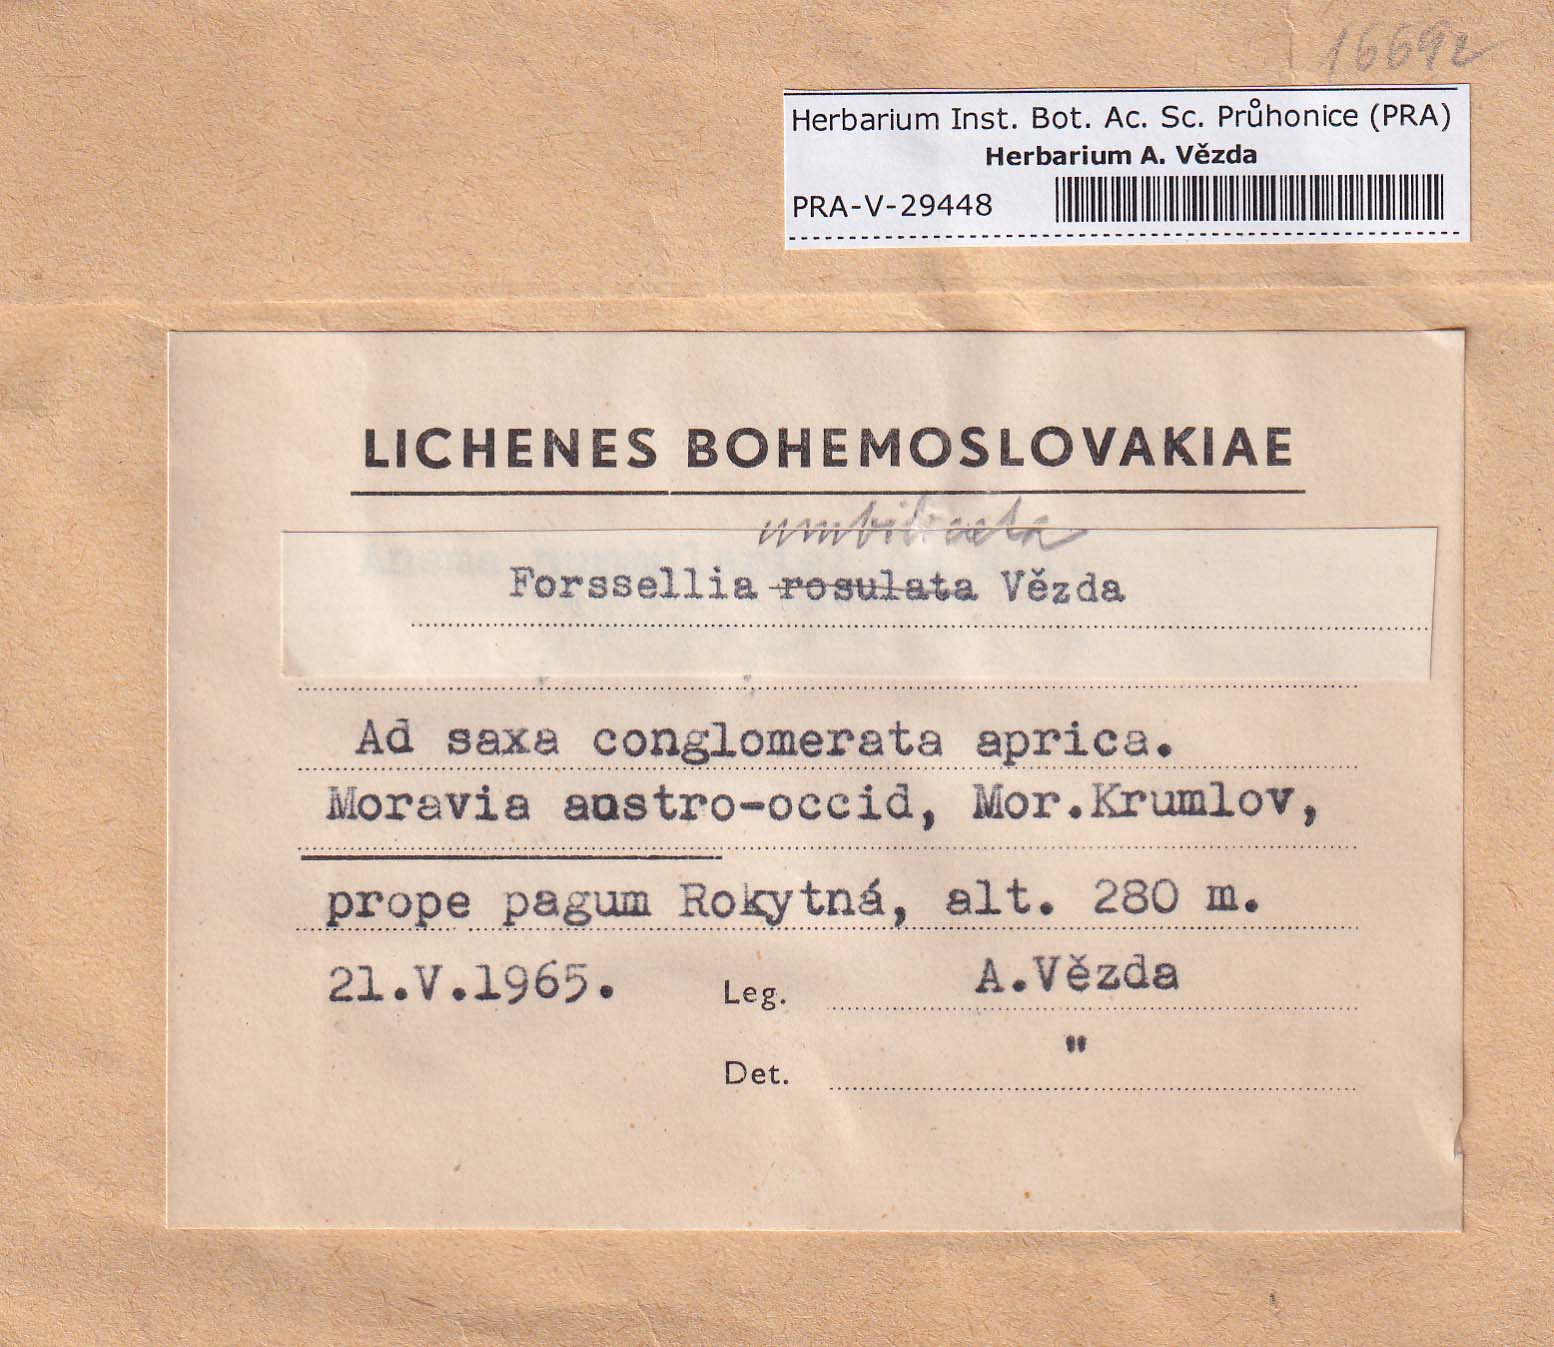 16692
Herbarium Inst. Bot. Ac. Sc. Průhonice (PRA)
Herbarium A. Vězda
PRA-V-29448
LICHENES BOHEMOSLOVAKIAE
umbilicata
Forssellia rosulata Vězda
Ad saxa conglomerata aprica.
Moravia austro-occid, Mor.Krumlov,
prope pagum Rokytná, alt. 280 m.
21.V.1965. Leg. A.Vězda
Det. "